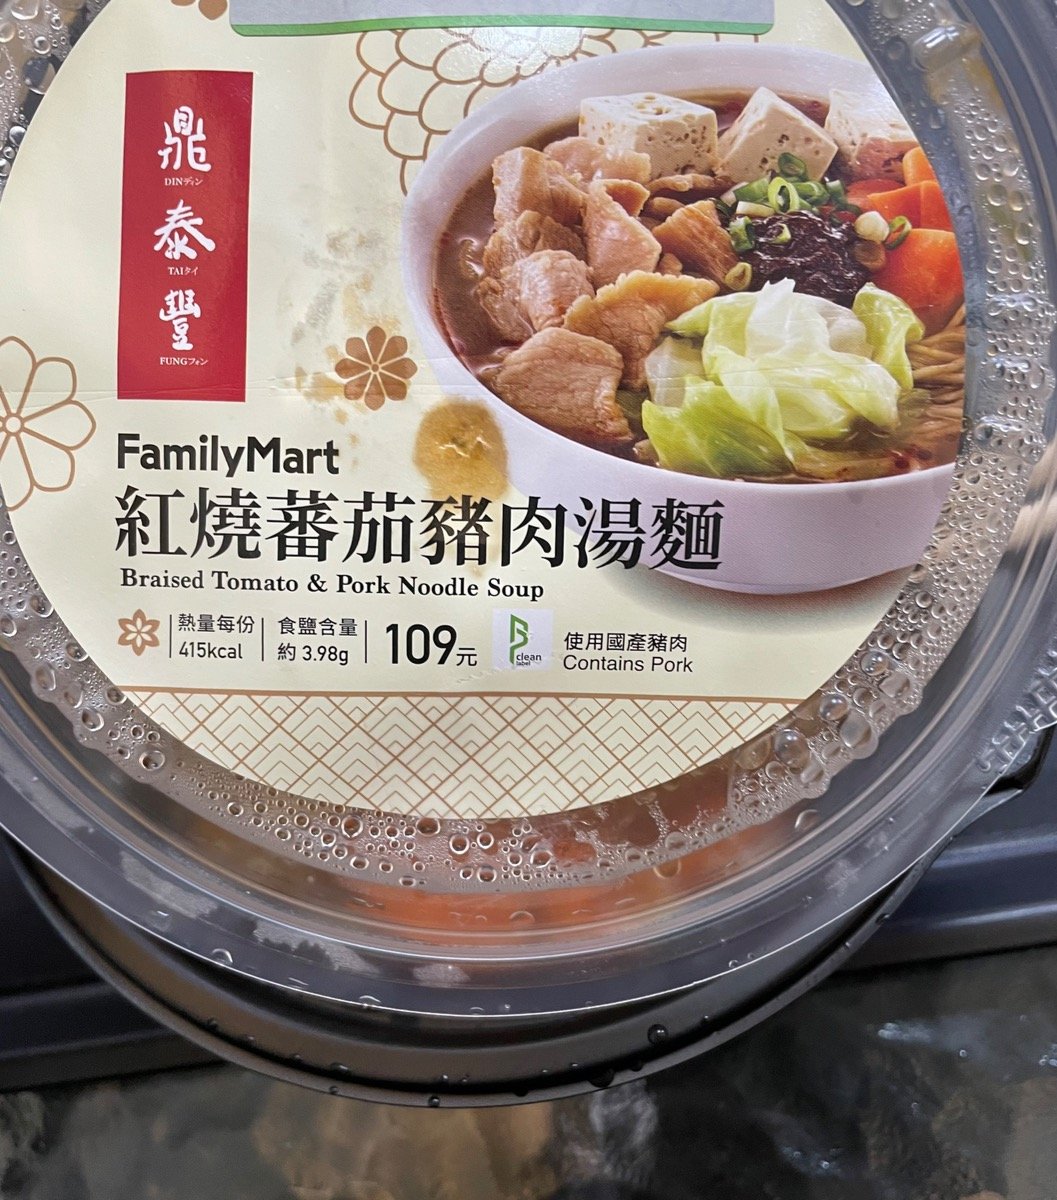 鼎
DINディン
泰
TAIタイ
豐
FUNGフォン
FamilyMart
紅燒蕃茄豬肉湯麵
Braised Tomato & Pork Noodle Soup
熱量每份
415kcal
食鹽含量
約 3.98g
109元
clean
label
使用國產豬肉
Contains Pork